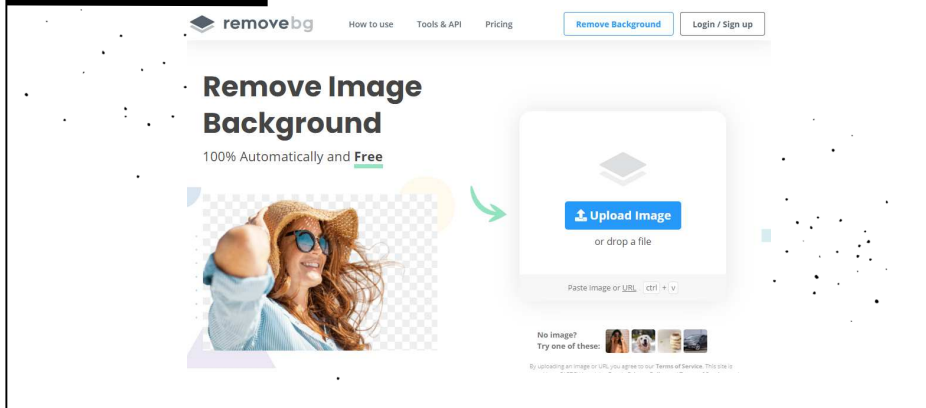 removebg
How to use
Tools & API
Pricing
Remove Background
Login / Sign up
Remove Image
Background
100% Automatically and Free
Upload Image
or drop a file
Paste image or URL ctrl + v
No image?
Try one of these:
By uploading an image or URL you agree to our Terms of Service. This site is